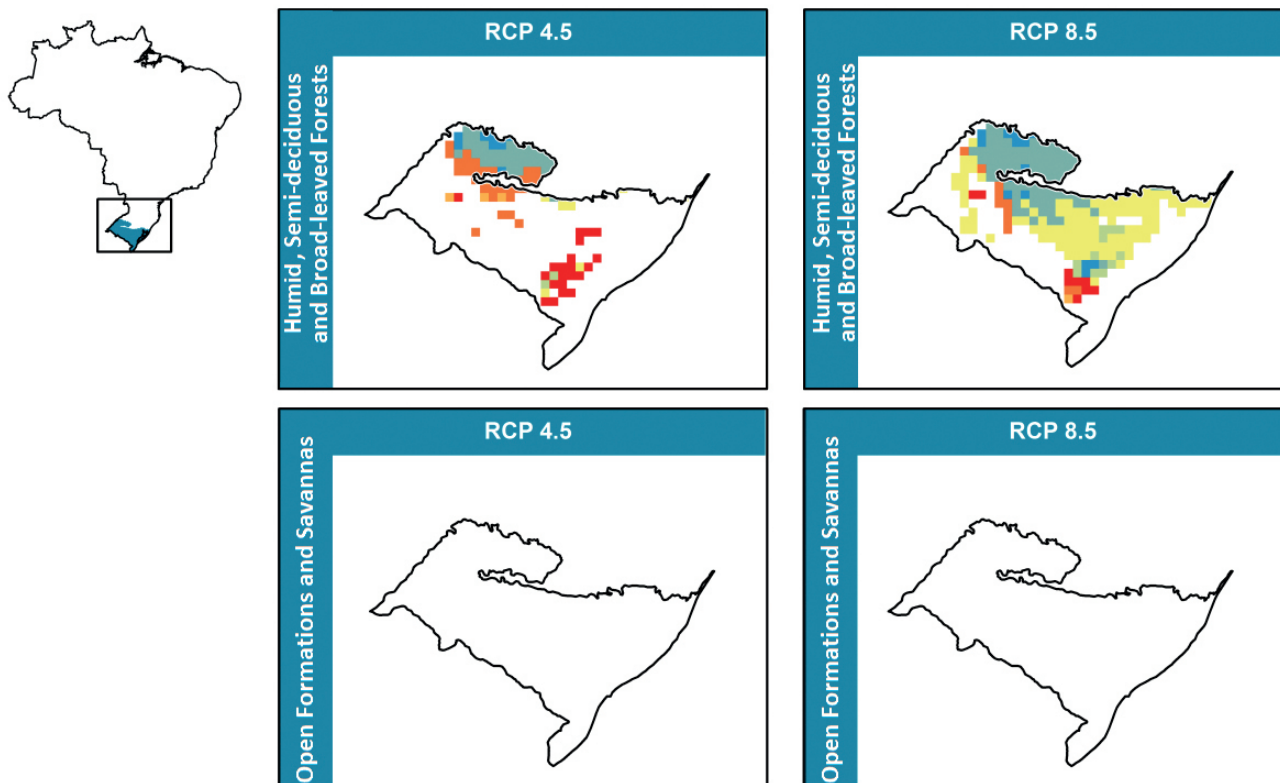 RCP 4.5
Humid, Semi-deciduous
and Broad-leaved Forests
RCP 8.5
Humid, Semi-deciduous
and Broad-leaved Forests
RCP 4.5
Open Formations and Savannas
RCP 8.5
Open Formations and Savannas